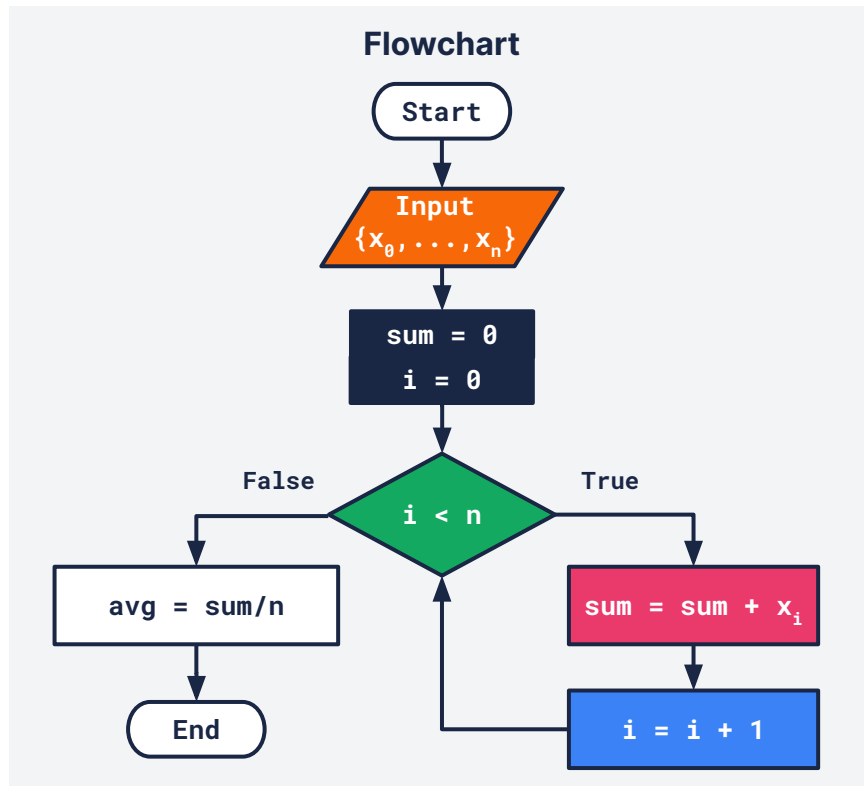 Flowchart
Start
Input
{x₀,...,xₙ}
sum = 0
i = 0
False
True
i < n
avg = sum/n
sum = sum + xᵢ
End
i = i + 1